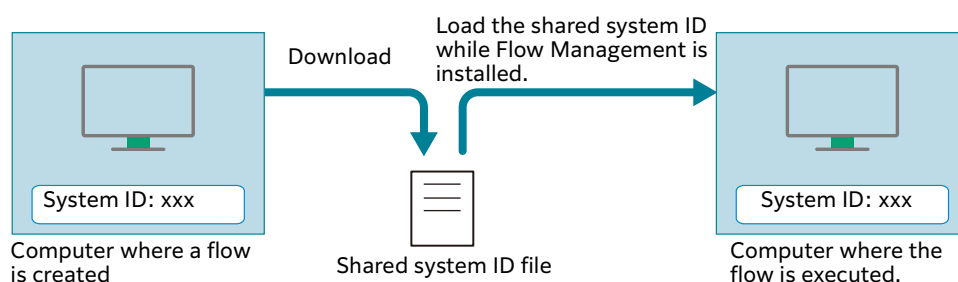 Download
Load the shared system ID
while Flow Management is
installed.
System ID: xxx
System ID: xxx
Computer where a flow
is created
Shared system ID file
Computer where the
flow is executed.